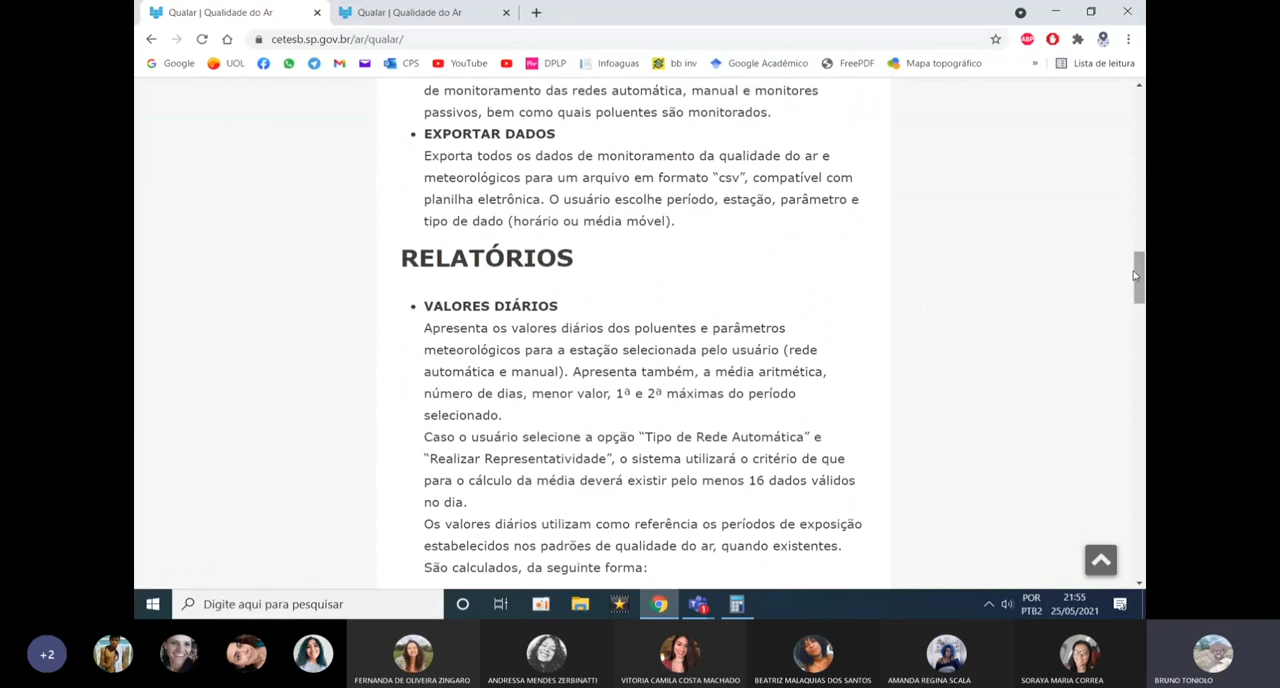 Qualar | Qualidade do Ar
Qualar | Qualidade do Ar
cetesb.sp.gov.br/ar/qualar/
ABP
Google UOL CPS YouTube DPLP Infoaguas bb inv Google Acadêmico FreePDF Mapa topográfico » Lista de leitura
de monitoramento das redes automática, manual e monitores
passivos, bem como quais poluentes são monitorados.
• EXPORTAR DADOS
Exporta todos os dados de monitoramento da qualidade do ar e
meteorológicos para um arquivo em formato “csv”, compatível com
planilha eletrônica. O usuário escolhe período, estação, parâmetro e
tipo de dado (horário ou média móvel).
RELATÓRIOS
• VALORES DIÁRIOS
Apresenta os valores diários dos poluentes e parâmetros
meteorológicos para a estação selecionada pelo usuário (rede
automática e manual). Apresenta também, a média aritmética,
número de dias, menor valor, 1ª e 2ª máximas do período
selecionado.
Caso o usuário selecione a opção “Tipo de Rede Automática” e
“Realizar Representatividade”, o sistema utilizará o critério de que
para o cálculo da média deverá existir pelo menos 16 dados válidos
no dia.
Os valores diários utilizam como referência os períodos de exposição
estabelecidos nos padrões de qualidade do ar, quando existentes.
São calculados, da seguinte forma:
Digite aqui para pesquisar
POR
PTB2
21:55
25/05/2021
+2
FERNANDA DE OLIVEIRA ZINGARO
ANDRESSA MENDES ZERBINATTI
VITORIA CAMILA COSTA MACHADO
BEATRIZ MALAQUIAS DOS SANTOS
AMANDA REGINA SCALA
SORAYA MARIA CORREA
BRUNO TONIOLO